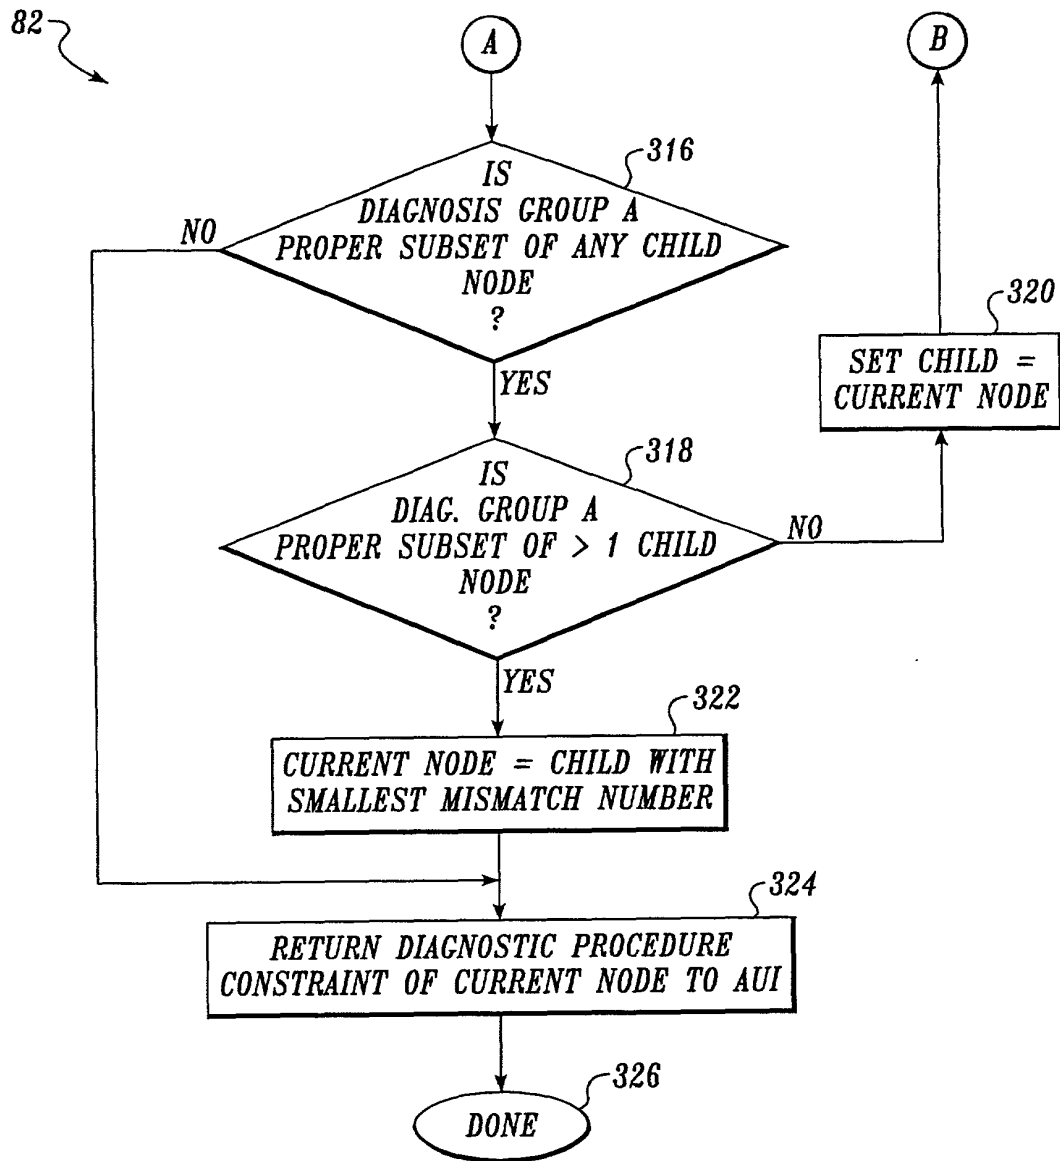 82
A
B
316
IS
DIAGNOSIS GROUP A
PROPER SUBSET OF ANY CHILD
NODE
?
NO
YES
320
SET CHILD =
CURRENT NODE
318
IS
DIAG. GROUP A
PROPER SUBSET OF > 1 CHILD
NODE
?
NO
YES
322
CURRENT NODE = CHILD WITH
SMALLEST MISMATCH NUMBER
324
RETURN DIAGNOSTIC PROCEDURE
CONSTRAINT OF CURRENT NODE TO AUI
326
DONE